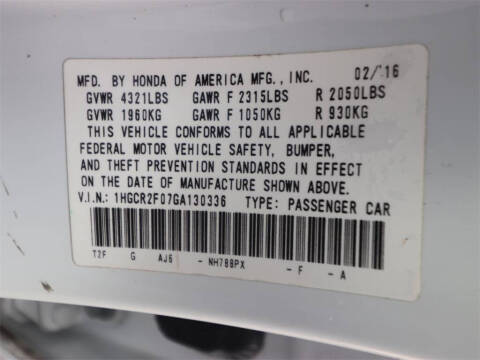 MFD. BY HONDA OF AMERICA MFG., INC. 02/16
GVWR 4321LBS GAWR F 2315LBS R 2050LBS
GVWR 1960KG GAWR F 1050KG R 930KG
THIS VEHICLE CONFORMS TO ALL APPLICABLE
FEDERAL MOTOR VEHICLE SAFETY, BUMPER,
AND THEFT PREVENTION STANDARDS IN EFFECT
ON THE DATE OF MANUFACTURE SHOWN ABOVE.
V.I.N.: 1HGCR2F07GA130336 TYPE: PASSENGER CAR
T2F G AJ6 - NH788PX -F -A